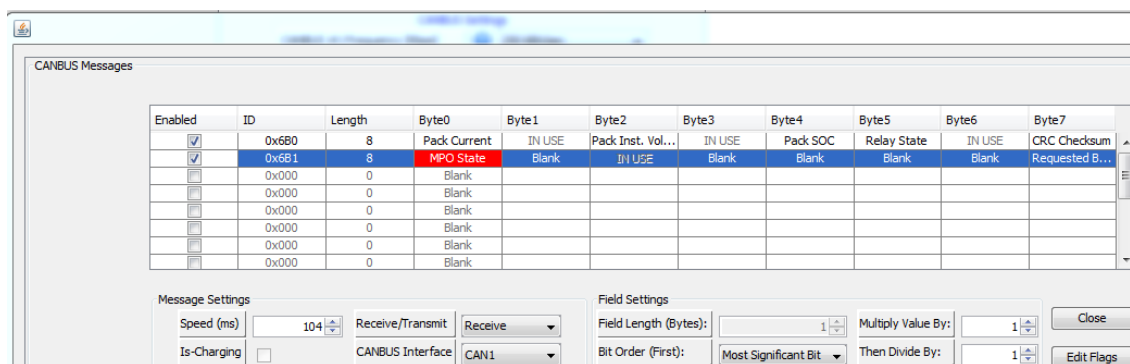 CANBUS Settings
CANBUS Messages
Enabled ID Length Byte0 Byte1 Byte2 Byte3 Byte4 Byte5 Byte6 Byte7
0x6B0 8 Pack Current IN USE Pack Inst. Vol... IN USE Pack SOC Relay State IN USE CRC Checksum
0x6B1 8 MPO State Blank IN USE Blank Blank Blank Blank Requested B...
0x000 0 Blank
0x000 0 Blank
0x000 0 Blank
0x000 0 Blank
0x000 0 Blank
0x000 0 Blank
Message Settings Field Settings
Speed (ms) 104 Receive/Transmit Receive Field Length (Bytes): 1 Multiply Value By: 1 Close
Is-Charging CANBUS Interface CAN1 Bit Order (First): Most Significant Bit Then Divide By: 1 Edit Flags